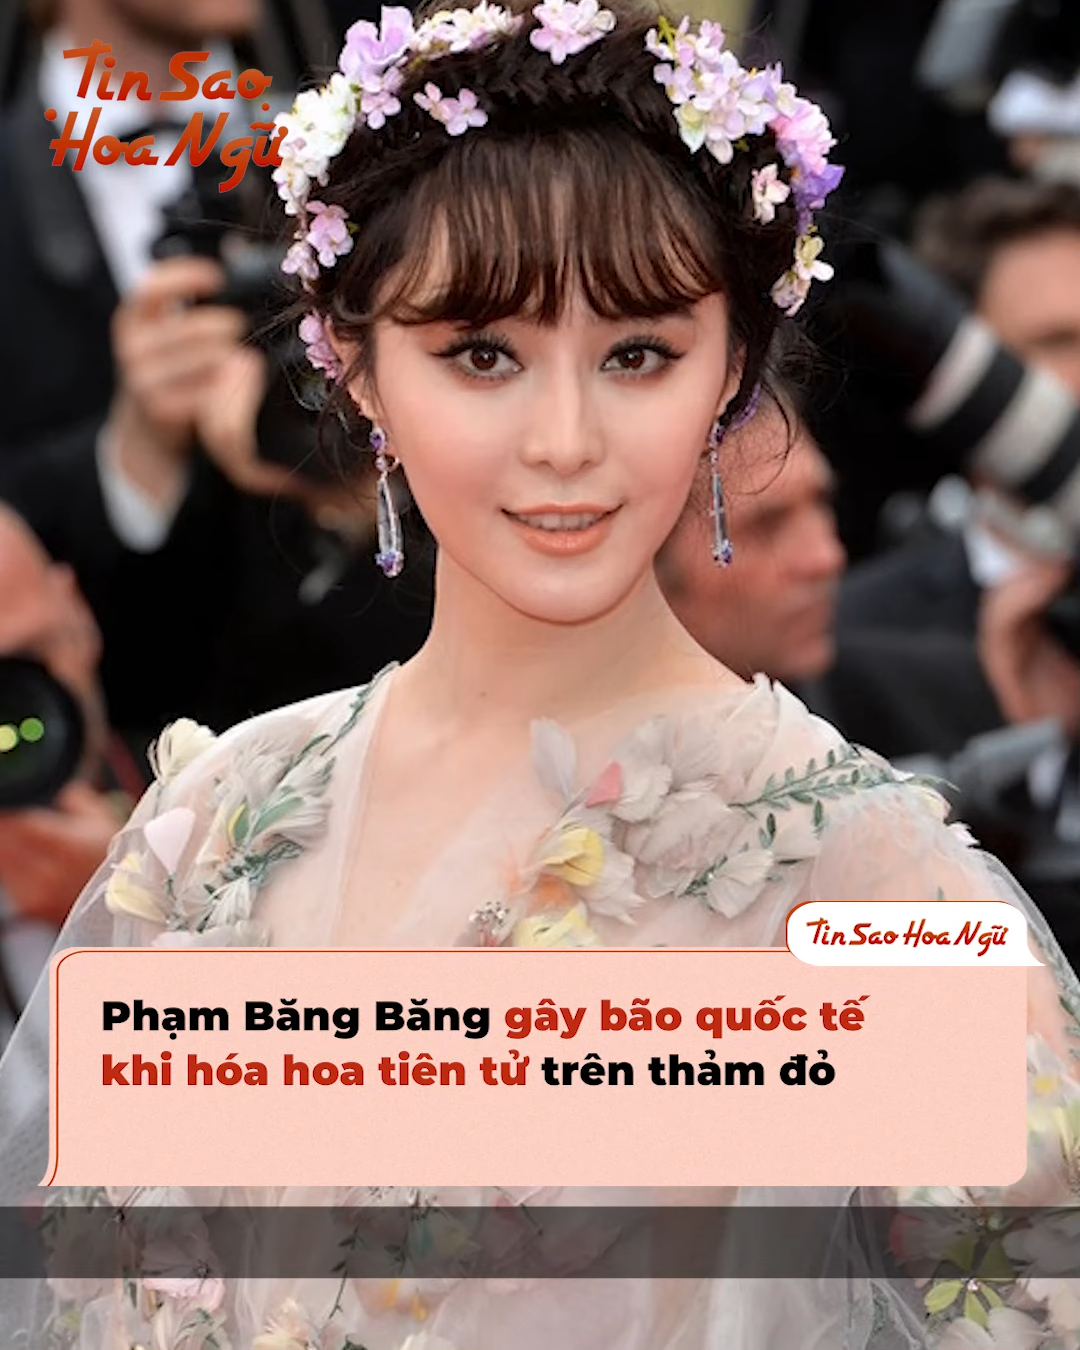 Tin Sao
Hoa Ngữ
Tin Sao Hoa Ngữ
Phạm Băng Băng gây bão quốc tế
khi hóa hoa tiên tử trên thảm đỏ